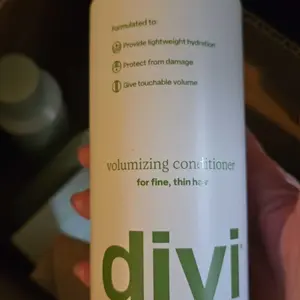 Formulated to:
Provide lightweight hydration
Protect from damage
Give touchable volume
volumizing conditioner
for fine, thin hair
divi